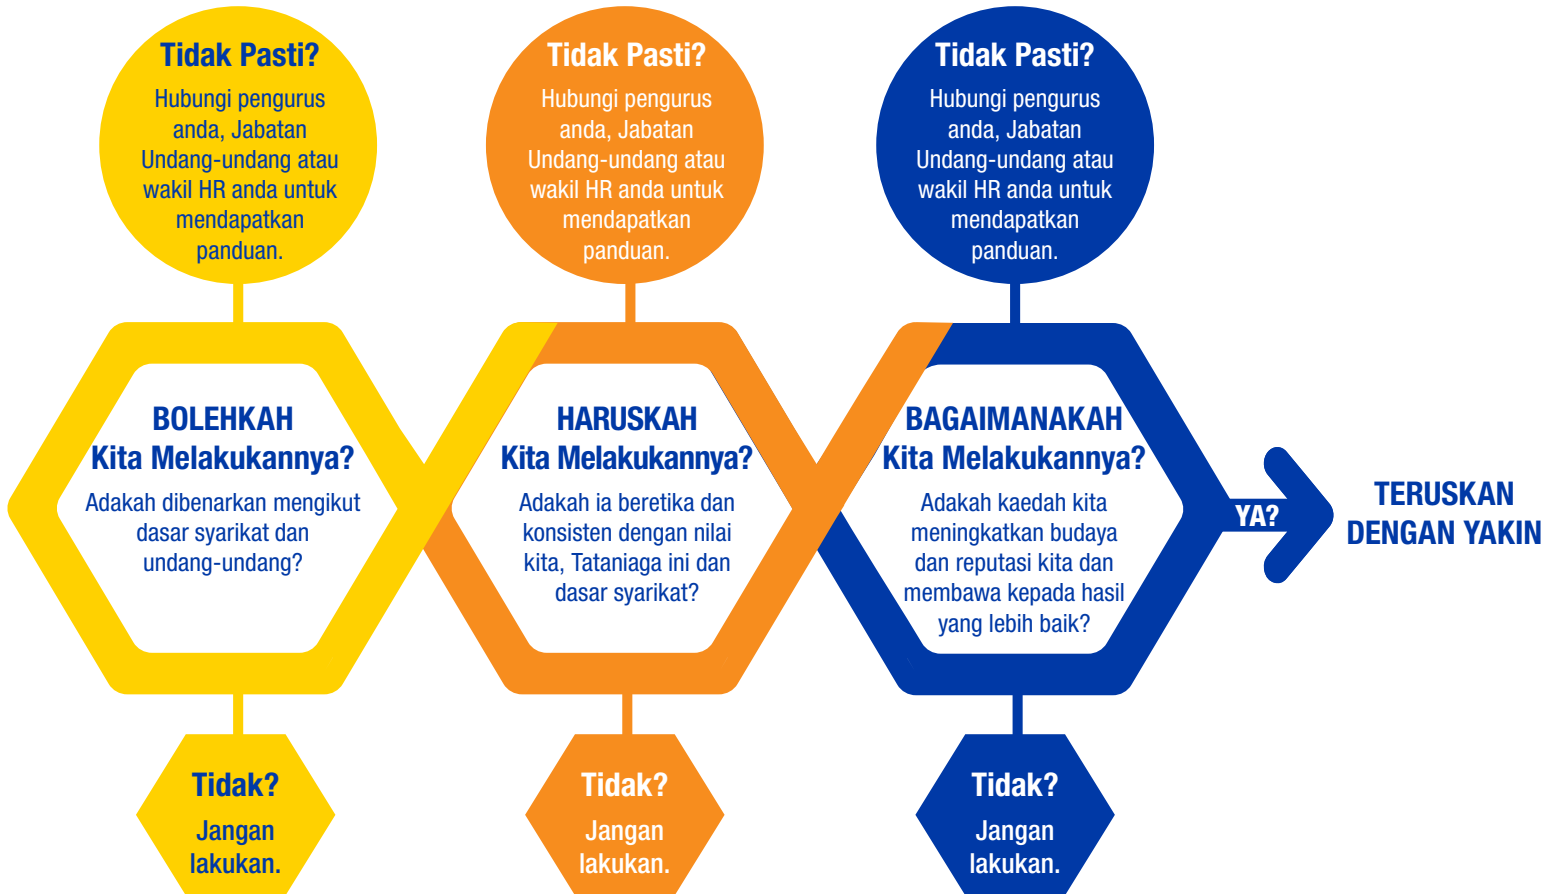 Tidak Pasti?
Hubungi pengurus
anda, Jabatan
Undang-undang atau
wakil HR anda untuk
mendapatkan
panduan.
Tidak Pasti?
Hubungi pengurus
anda, Jabatan
Undang-undang atau
wakil HR anda untuk
mendapatkan
panduan.
Tidak Pasti?
Hubungi pengurus
anda, Jabatan
Undang-undang atau
wakil HR anda untuk
mendapatkan
panduan.
BOLEHKAH
Kita Melakukannya?
Adakah dibenarkan mengikut
dasar syarikat dan
undang-undang?
HARUSKAH
Kita Melakukannya?
Adakah ia beretika dan
konsisten dengan nilai
kita, Tataniaga ini dan
dasar syarikat?
BAGAIMANAKAH
Kita Melakukannya?
Adakah kaedah kita
meningkatkan budaya
dan reputasi kita dan
membawa kepada hasil
yang lebih baik?
YA?
TERUSKAN
DENGAN YAKIN
Tidak?
Jangan
lakukan.
Tidak?
Jangan
lakukan.
Tidak?
Jangan
lakukan.